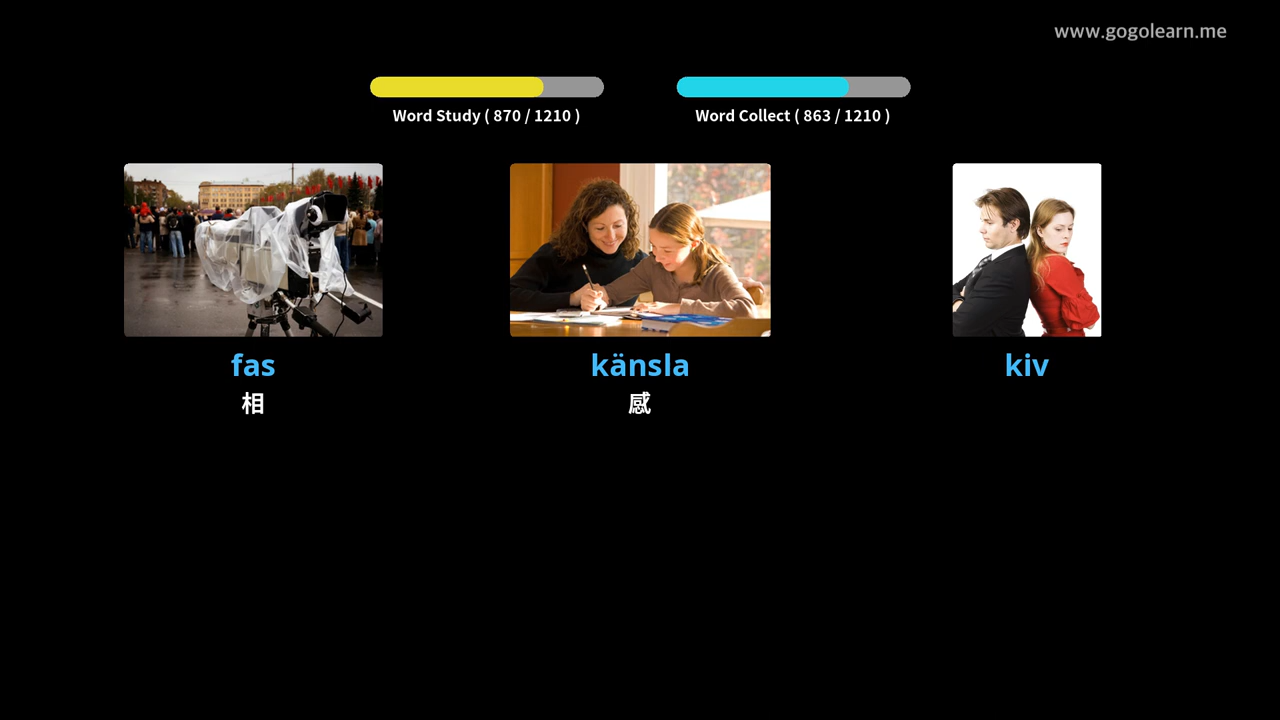 www.gogolearn.me
Word Study ( 870 / 1210 )
Word Collect ( 863 / 1210 )
fas
相
känsla
感
kiv